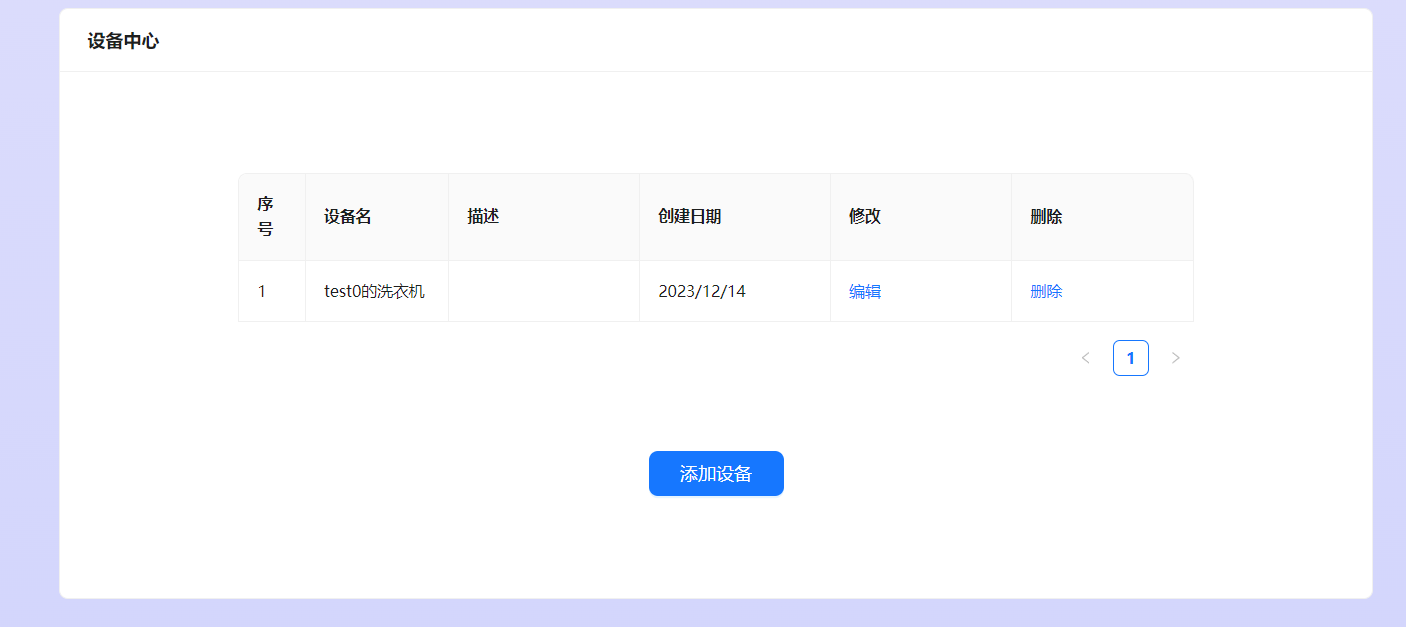 设备中心
序号 设备名 描述 创建日期 修改 删除
1 test0的洗衣机 2023/12/14 编辑 删除
< 1 >
添加设备